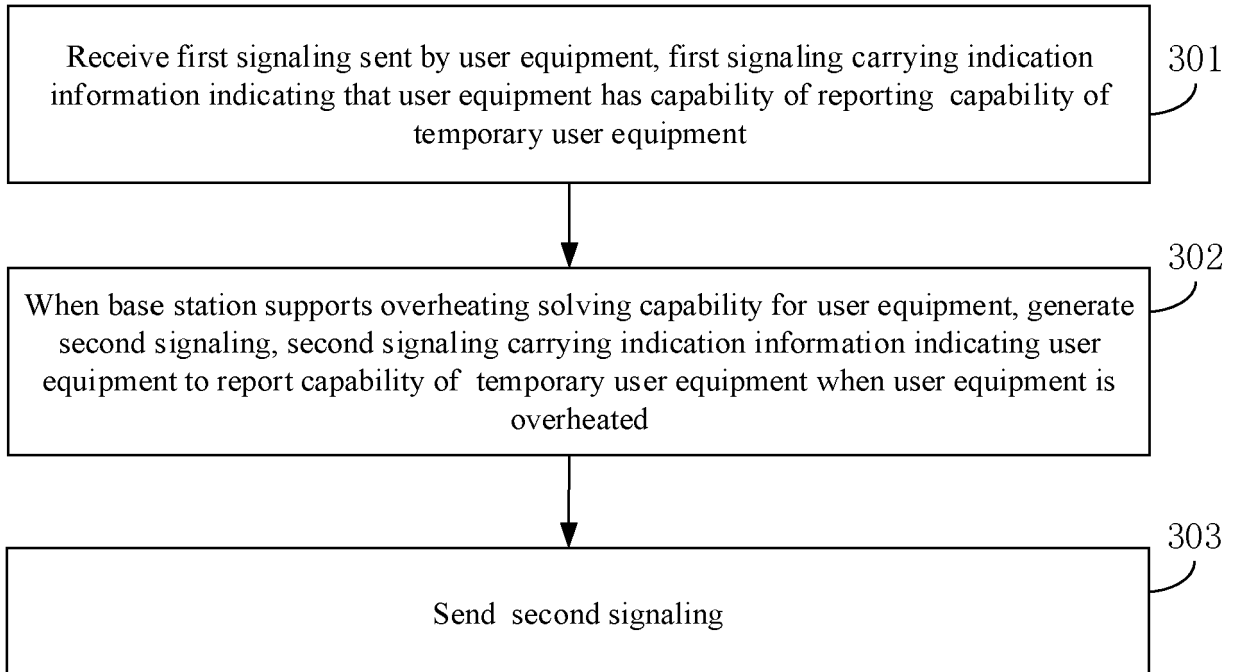 Receive first signaling sent by user equipment, first signaling carrying indication
information indicating that user equipment has capability of reporting capability of
temporary user equipment
301
When base station supports overheating solving capability for user equipment, generate
second signaling, second signaling carrying indication information indicating user
equipment to report capability of temporary user equipment when user equipment is
overheated
302
Send second signaling
303